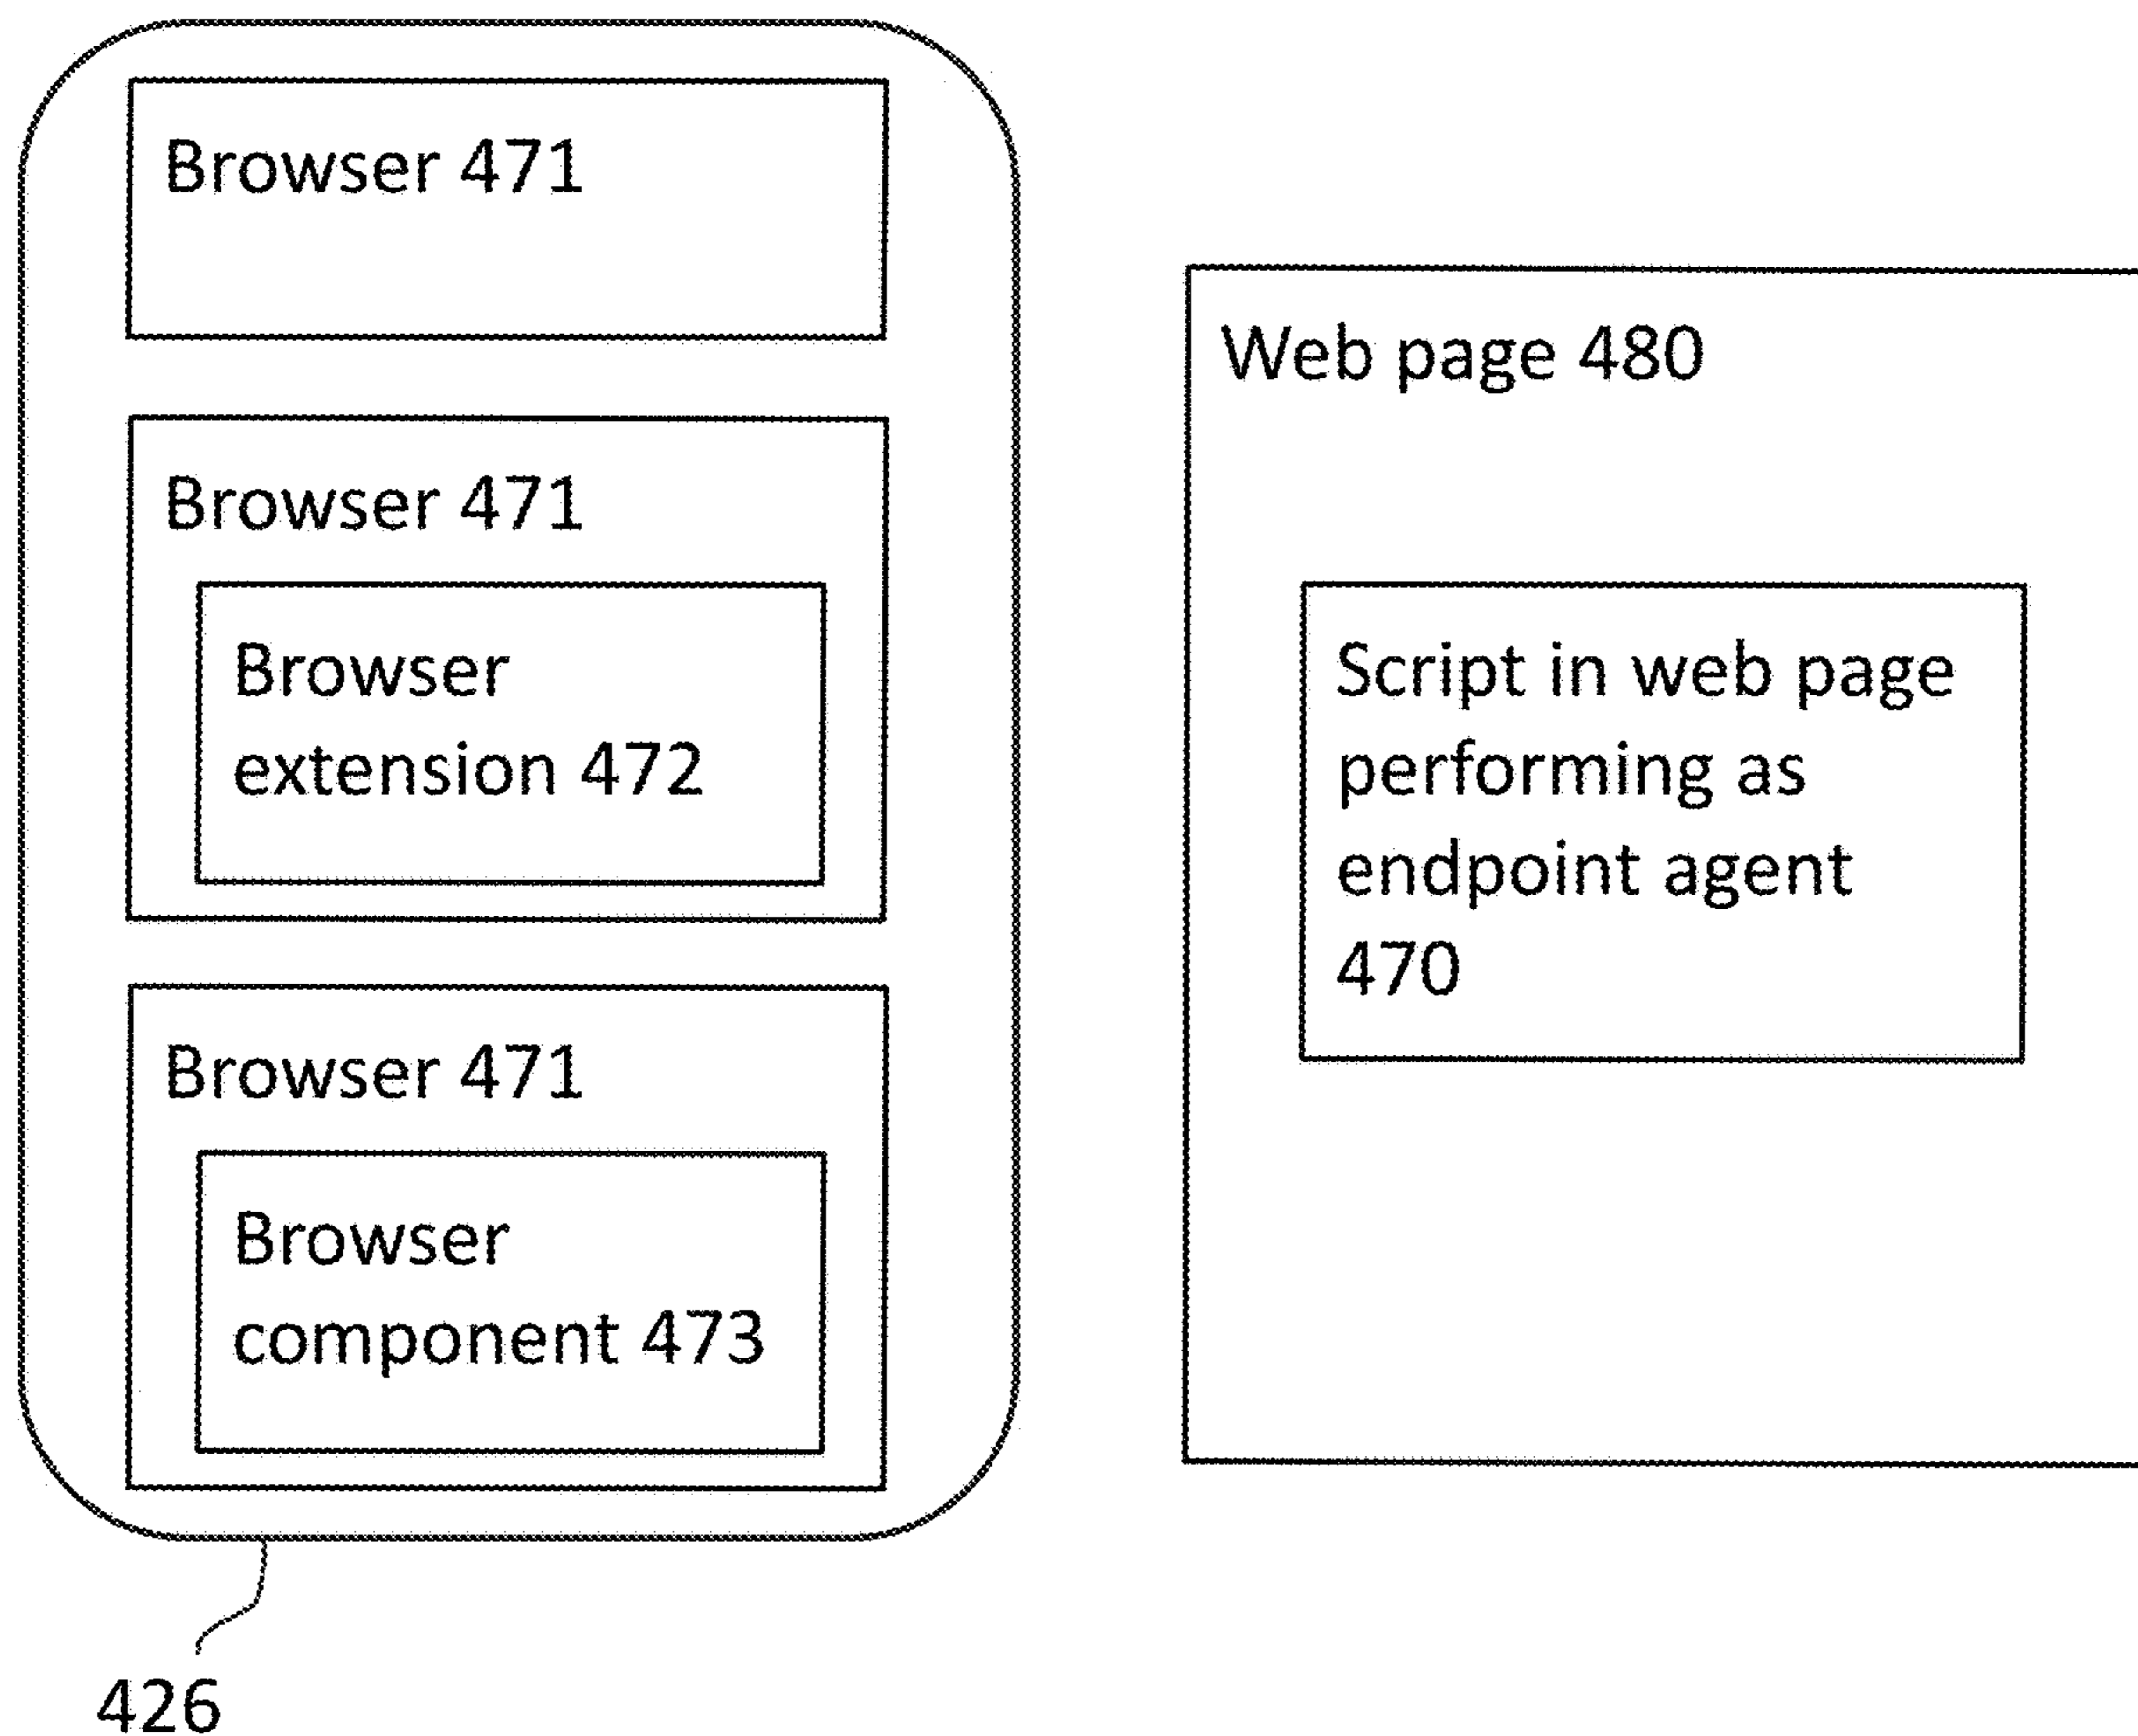 Browser 471
Browser 471
Browser
extension 472
Browser 471
Browser
component 473
426
Web page 480
Script in web page
performing as
endpoint agent
470